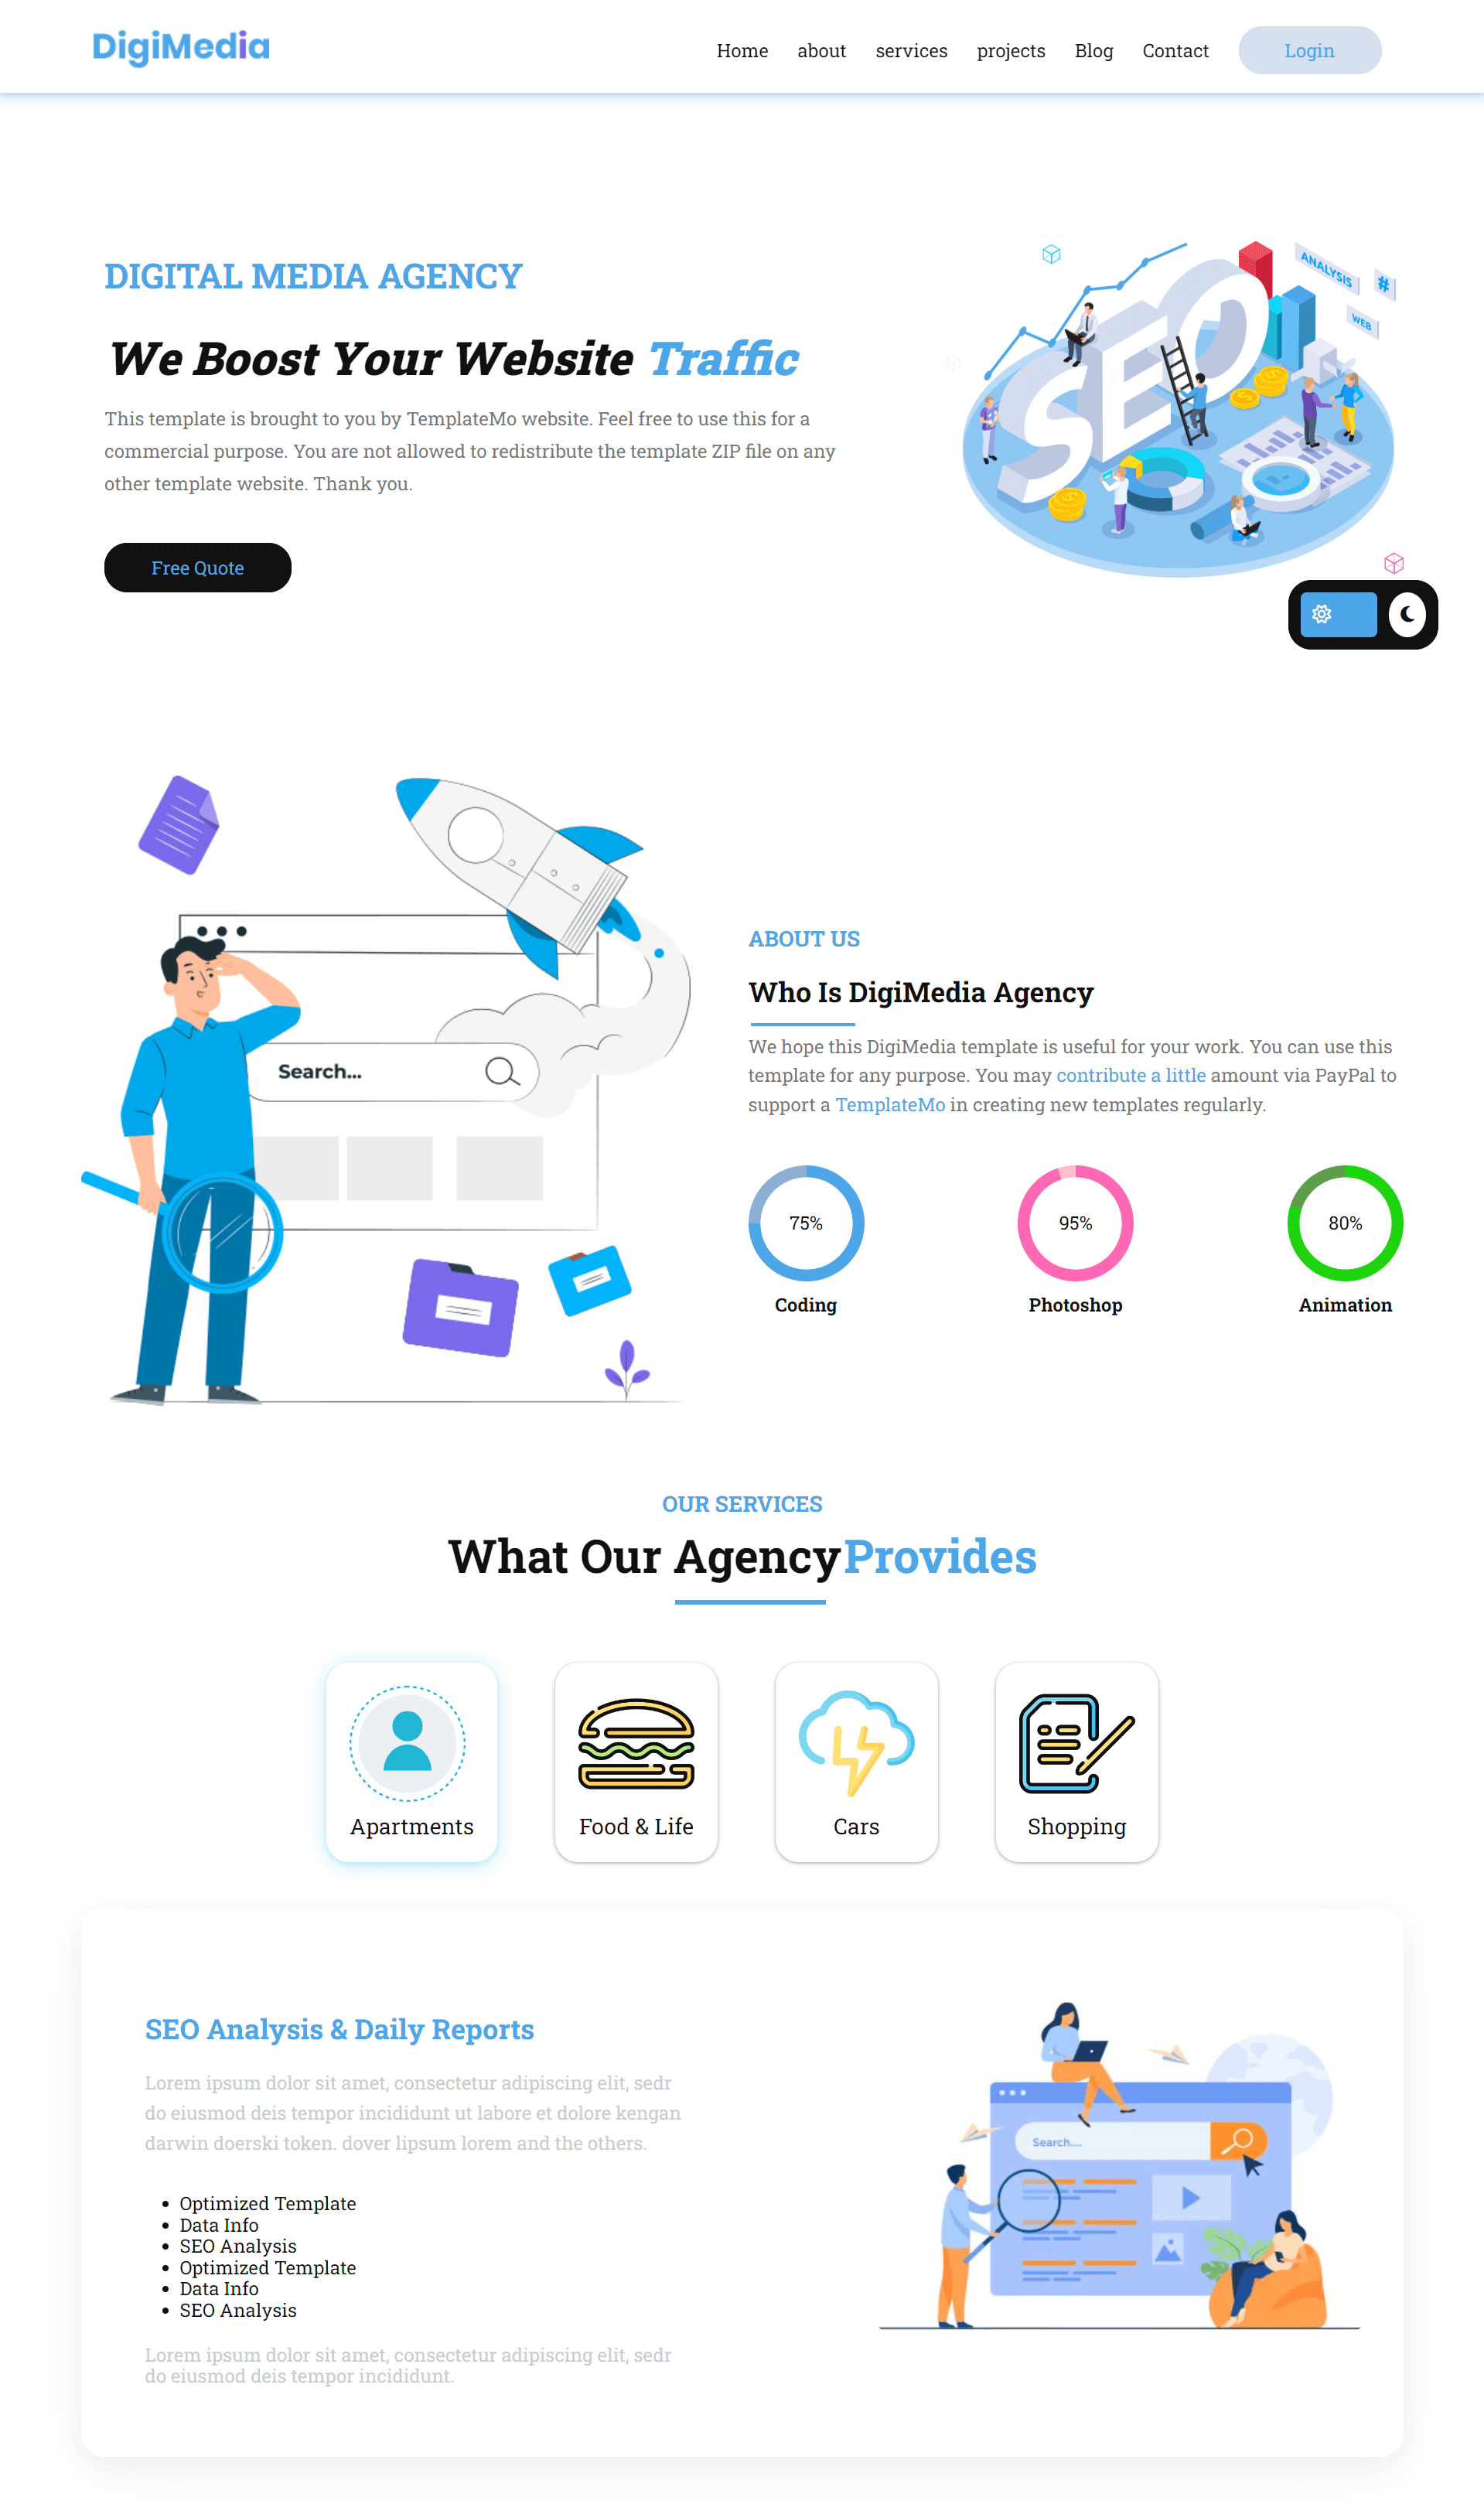 DigiMedia
Home about services projects Blog Contact Login
DIGITAL MEDIA AGENCY
We Boost Your Website Traffic
This template is brought to you by TemplateMo website. Feel free to use this for a
commercial purpose. You are not allowed to redistribute the template ZIP file on any
other template website. Thank you.
Free Quote
SEO
ANALYSIS
#
WEB
Search...
ABOUT US
Who Is DigiMedia Agency
We hope this DigiMedia template is useful for your work. You can use this
template for any purpose. You may contribute a little amount via PayPal to
support a TemplateMo in creating new templates regularly.
75% 95% 80%
Coding Photoshop Animation
OUR SERVICES
What Our AgencyProvides
Apartments Food & Life Cars Shopping
SEO Analysis & Daily Reports
Lorem ipsum dolor sit amet, consectetur adipiscing elit, sedr
do eiusmod deis tempor incididunt ut labore et dolore kengan
darwin doerski token. dover lipsum lorem and the others.
• Optimized Template
• Data Info
• SEO Analysis
• Optimized Template
• Data Info
• SEO Analysis
Lorem ipsum dolor sit amet, consectetur adipiscing elit, sedr
do eiusmod deis tempor incididunt.
Search....